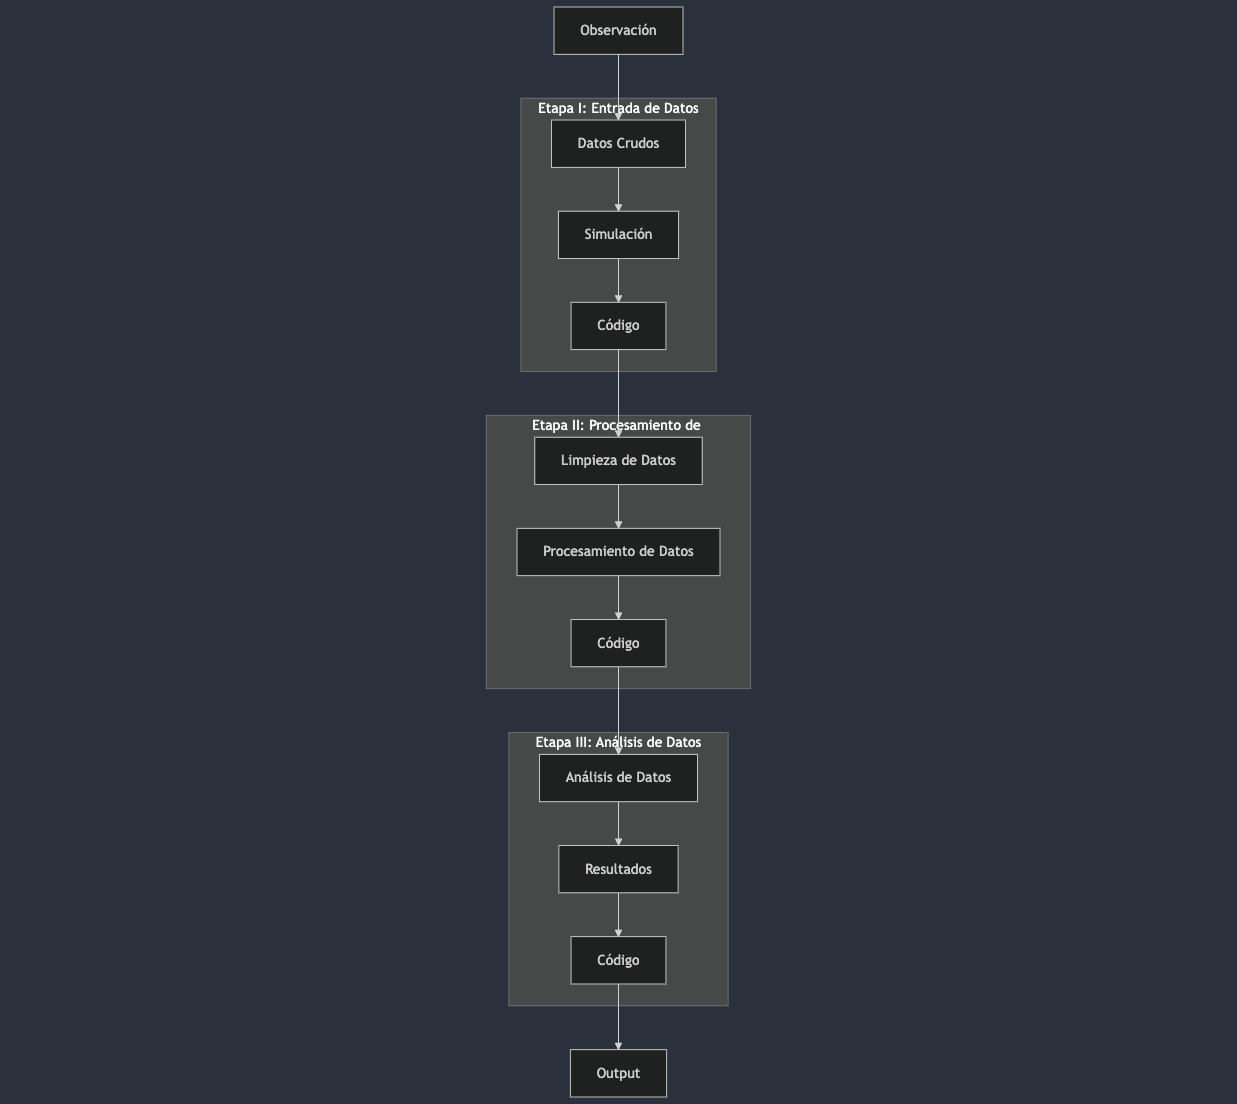 Observación
Etapa I: Entrada de Datos
Datos Crudos
Simulación
Código
Etapa II: Procesamiento de
Limpieza de Datos
Procesamiento de Datos
Código
Etapa III: Análisis de Datos
Análisis de Datos
Resultados
Código
Output